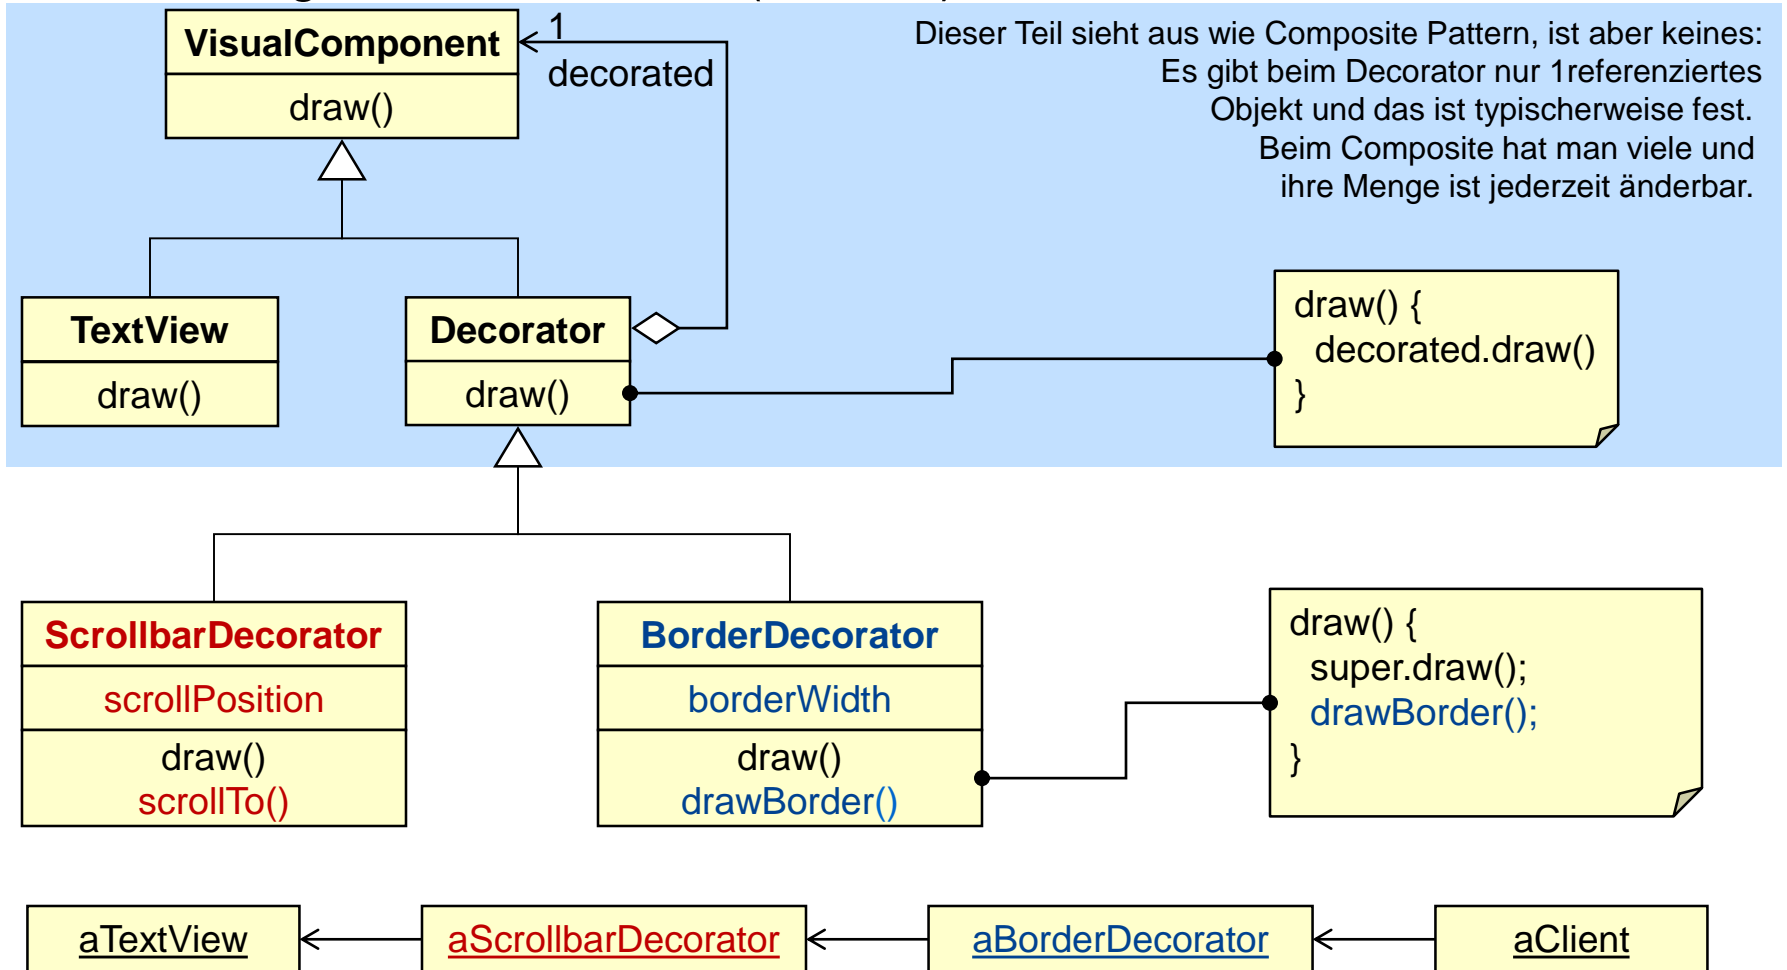 VisualComponent
draw()
1
decorated
Dieser Teil sieht aus wie Composite Pattern, ist aber keines:
Es gibt beim Decorator nur 1referenziertes
Objekt und das ist typischerweise fest.
Beim Composite hat man viele und
ihre Menge ist jederzeit änderbar.
TextView
draw()
Decorator
draw()
draw() {
decorated.draw()
}
ScrollbarDecorator
scrollPosition
draw()
scrollTo()
BorderDecorator
borderWidth
draw()
drawBorder()
draw() {
super.draw();
drawBorder();
}
aTextView
aScrollbarDecorator
aBorderDecorator
aClient